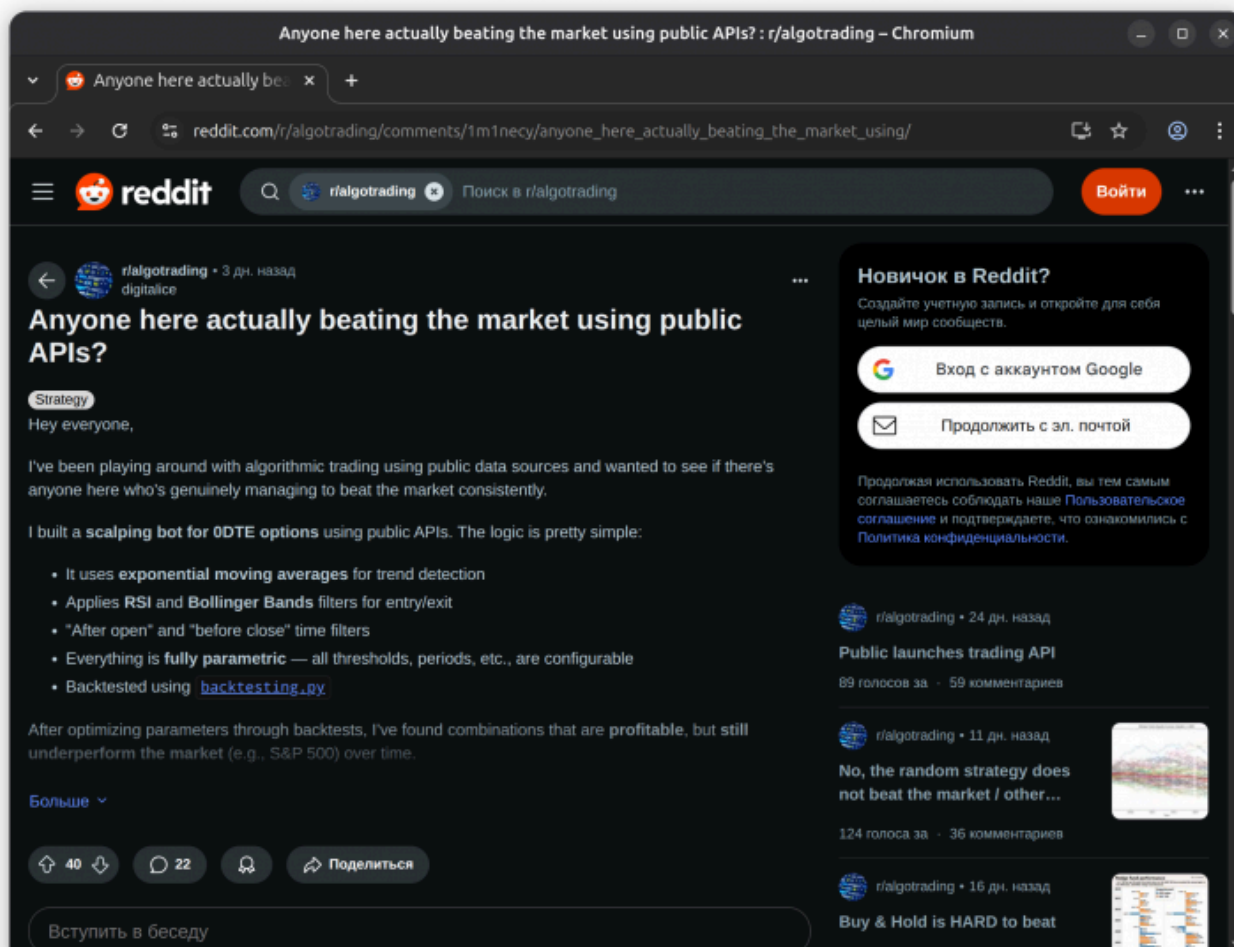 Anyone here actually beating the market using public APIs? : r/algotrading – Chromium
Anyone here actually bea
reddit.com/r/algotrading/comments/1m1necy/anyone_here_actually_beating_the_market_using/
reddit
r/algotrading
Поиск в r/algotrading
Войти
r/algotrading • 3 дн. назад
digitalice
Anyone here actually beating the market using public
APIs?
Strategy
Hey everyone,
I've been playing around with algorithmic trading using public data sources and wanted to see if there's
anyone here who's genuinely managing to beat the market consistently.
I built a scalping bot for 0DTE options using public APIs. The logic is pretty simple:
• It uses exponential moving averages for trend detection
• Applies RSI and Bollinger Bands filters for entry/exit
• "After open" and "before close" time filters
• Everything is fully parametric — all thresholds, periods, etc., are configurable
• Backtested using backtesting.py
After optimizing parameters through backtests, I've found combinations that are profitable, but still
underperform the market (e.g., S&P 500) over time.
Больше
40
22
Поделиться
Вступить в беседу
Новичок в Reddit?
Создайте учетную запись и откройте для себя
целый мир сообществ.
Вход с аккаунтом Google
Продолжить с эл. почтой
Продолжая использовать Reddit, вы тем самым
соглашаетесь соблюдать наше Пользовательское
соглашение и подтверждаете, что ознакомились с
Политика конфиденциальности.
r/algotrading • 24 дн. назад
Public launches trading API
89 голосов за · 59 комментариев
r/algotrading • 11 дн. назад
No, the random strategy does
not beat the market / other…
124 голоса за · 36 комментариев
r/algotrading • 16 дн. назад
Buy & Hold is HARD to beat